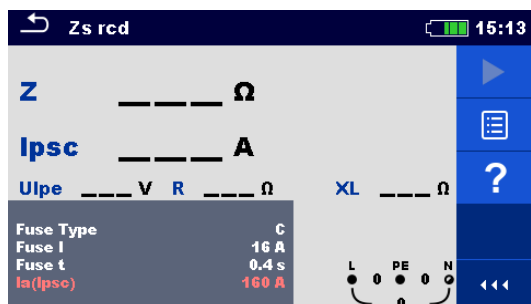 Zs rcd 15:13
Z ___ Ω
Ipsc ___ A
Ulpe ___ V R ___ Ω XL ___ Ω
?
Fuse Type C
Fuse I 16 A
Fuse t 0.4 s
Ia(Ipsc) 160 A
L PE N
0 0
0